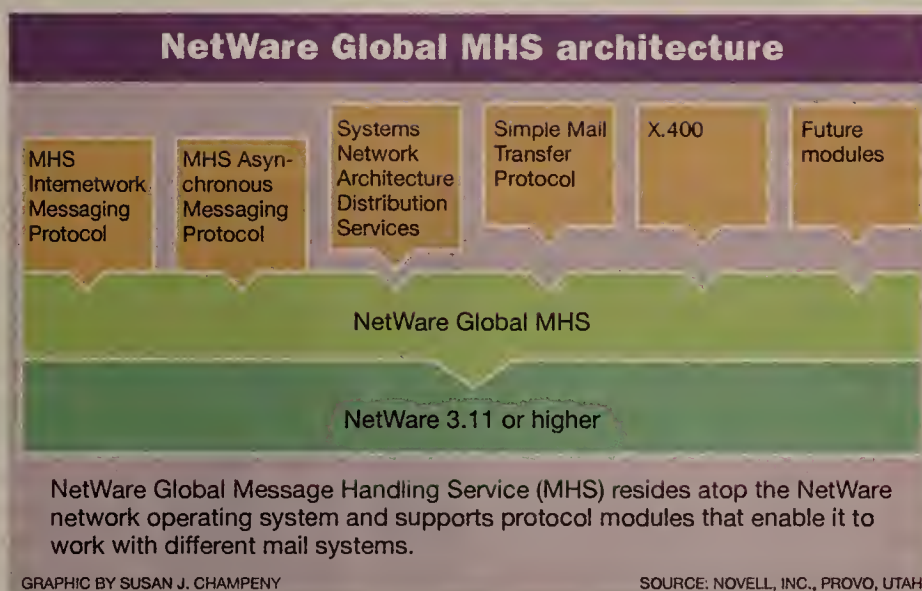 NetWare Global MHS architecture
MHS
Internetwork
Messaging
Protocol
MHS Asyn-
chronous
Messaging
Protocol
Systems
Network
Architecture
Distribution
Services
Simple Mail
Transfer
Protocol
X.400
Future
modules
NetWare Global MHS
NetWare 3.11 or higher
NetWare Global Message Handling Service (MHS) resides atop the NetWare
network operating system and supports protocol modules that enable it to
work with different mail systems.
GRAPHIC BY SUSAN J. CHAMPENY
SOURCE: NOVELL, INC., PROVO, UTAH